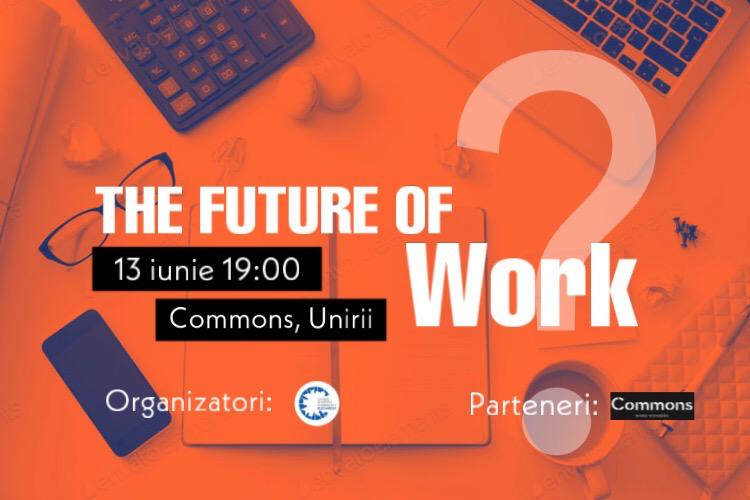 THE FUTURE OF
Work
?
13 iunie 19:00
Commons, Unirii
Organizatori:
Parteneri:
Commons